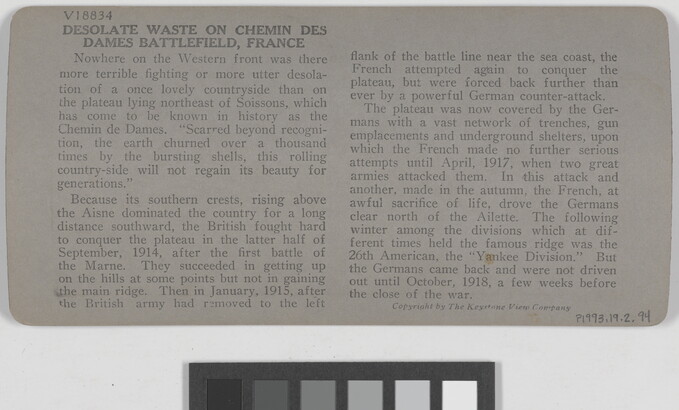 V18834
DESOLATE WASTE ON CHEMIN DES
DAMES BATTLEFIELD, FRANCE
Nowhere on the Western front was there
more terrible fighting or more utter desola-
tion of a once lovely countryside than on
the plateau lying northeast of Soissons, which
has come to be known in history as the
Chemin de Dames. "Scarred beyond recogni-
tion, the earth churned over a thousand
times by the bursting shells, this rolling
country-side will not regain its beauty for
generations."
Because its southern crests, rising above
the Aisne dominated the country for a long
distance southward, the British fought hard
to conquer the plateau in the latter half of
September, 1914, after the first battle of
the Marne. They succeeded in getting up
on the hills at some points but not in gaining
the main ridge. Then in January, 1915, after
the British army had removed to the left
flank of the battle line near the sea coast, the
French attempted again to conquer the
plateau, but were forced back further than
ever by a powerful German counter-attack.
The plateau was now covered by the Ger-
mans with a vast network of trenches, gun
emplacements and underground shelters, upon
which the French made no further serious
attempts until April, 1917, when two great
armies attacked them. In this attack and
another, made in the autumn, the French, at
awful sacrifice of life, drove the Germans
clear north of the Ailette. The following
winter among the divisions which at dif-
ferent times held the famous ridge was the
26th American, the "Yankee Division." But
the Germans came back and were not driven
out until October, 1918, a few weeks before
the close of the war.
Copyright by The Keystone View Company
P1993.19.2.94